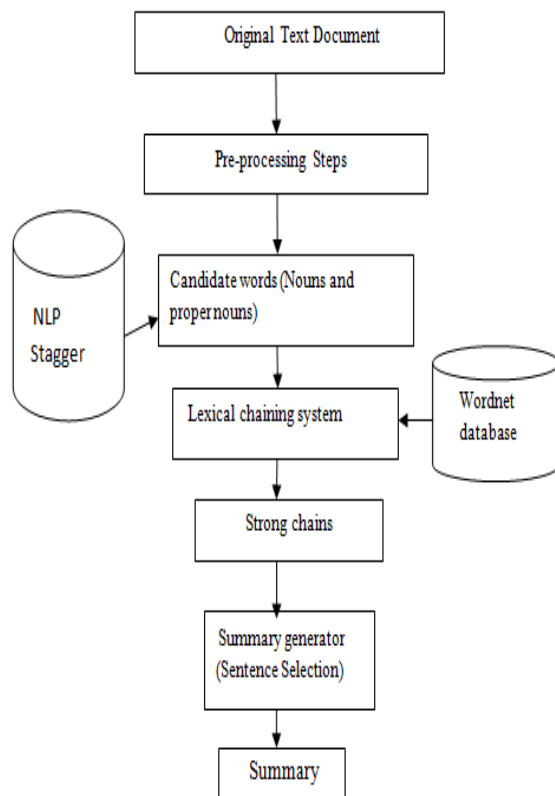 Original Text Document
Pre-processing Steps
Candidate words(Nouns and
proper nouns)
NLP
Stagger
Lexical chaining system
Wordnet
database
Strong chains
Summary generator
(Sentence Selection)
Summary